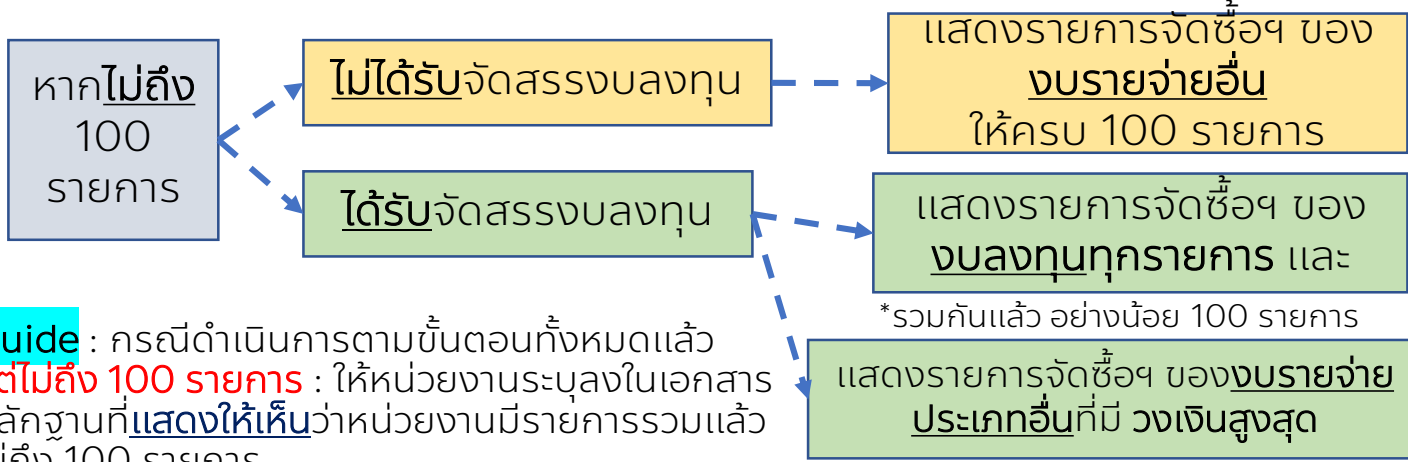 หากไม่ถึง
100
รายการ
ไม่ได้รับจัดสรรงบลงทุน
แสดงรายการจัดซื้อฯ ของ
งบรายจ่ายอื่น
ให้ครบ 100 รายการ
ได้รับจัดสรรงบลงทุน
แสดงรายการจัดซื้อฯ ของ
งบลงทุนทุกรายการ และ
*รวมกันแล้ว อย่างน้อย 100 รายการ
แสดงรายการจัดซื้อฯ ของงบรายจ่าย
ประเภทอื่นที่มี วงเงินสูงสุด
uide : กรณีดำเนินการตามขั้นตอนทั้งหมดแล้ว
ต่ไม่ถึง 100 รายการ : ให้หน่วยงานระบุลงในเอกสาร
ลักฐานที่แสดงให้เห็นว่าหน่วยงานมีรายการรวมแล้ว
ม่ถึง 100 รายการ